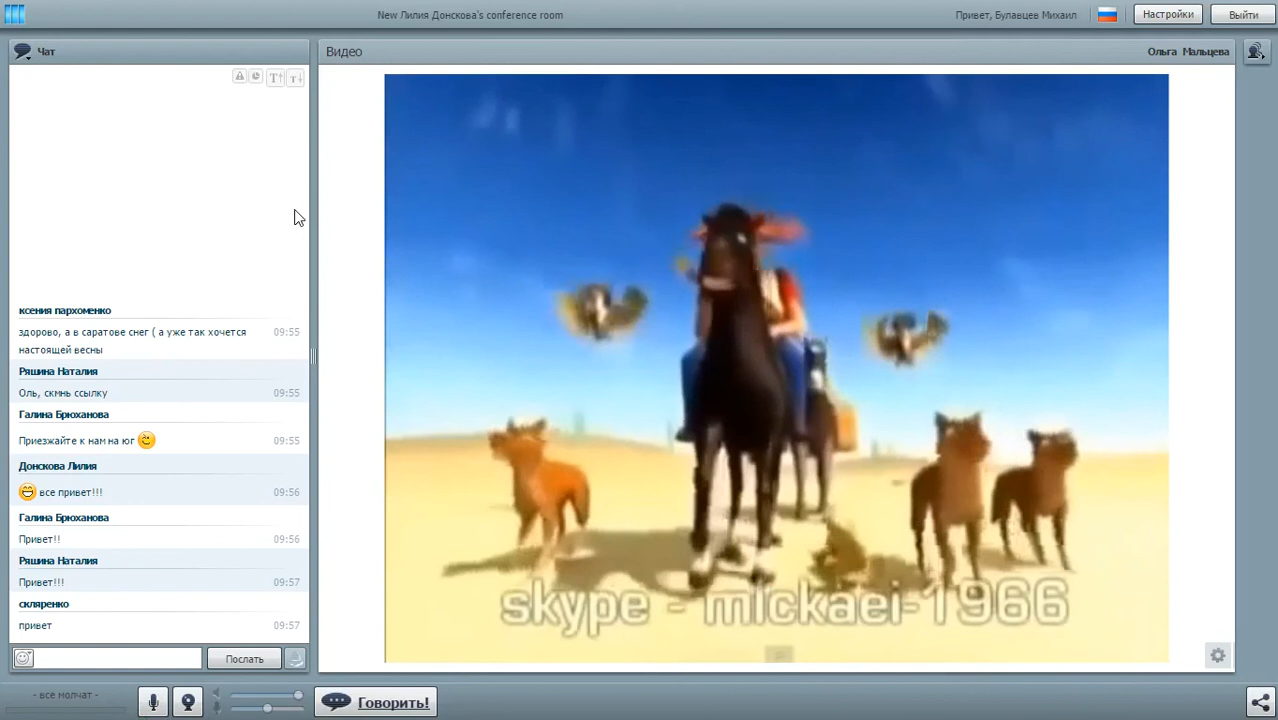 New Лилия Донскова's conference room
Привет, Булавцев Михаил
Настройки
Выйти
Чат
Видео
Ольга Мальцева
ксения пархоменко
здорово, а в саратове снег ( а уже так хочется
настоящей весны
09:55
Ряшина Наталия
Оль, скмнь ссылку
09:55
Галина Брюханова
Приезжайте к нам на юг
09:55
Донскова Лилия
все привет!!!
09:56
Галина Брюханова
Привет!!
09:56
Ряшина Наталия
Привет!!!
09:57
скляренко
привет
09:57
Послать
skype - mickaei-1966
- все молчат -
Говорить!